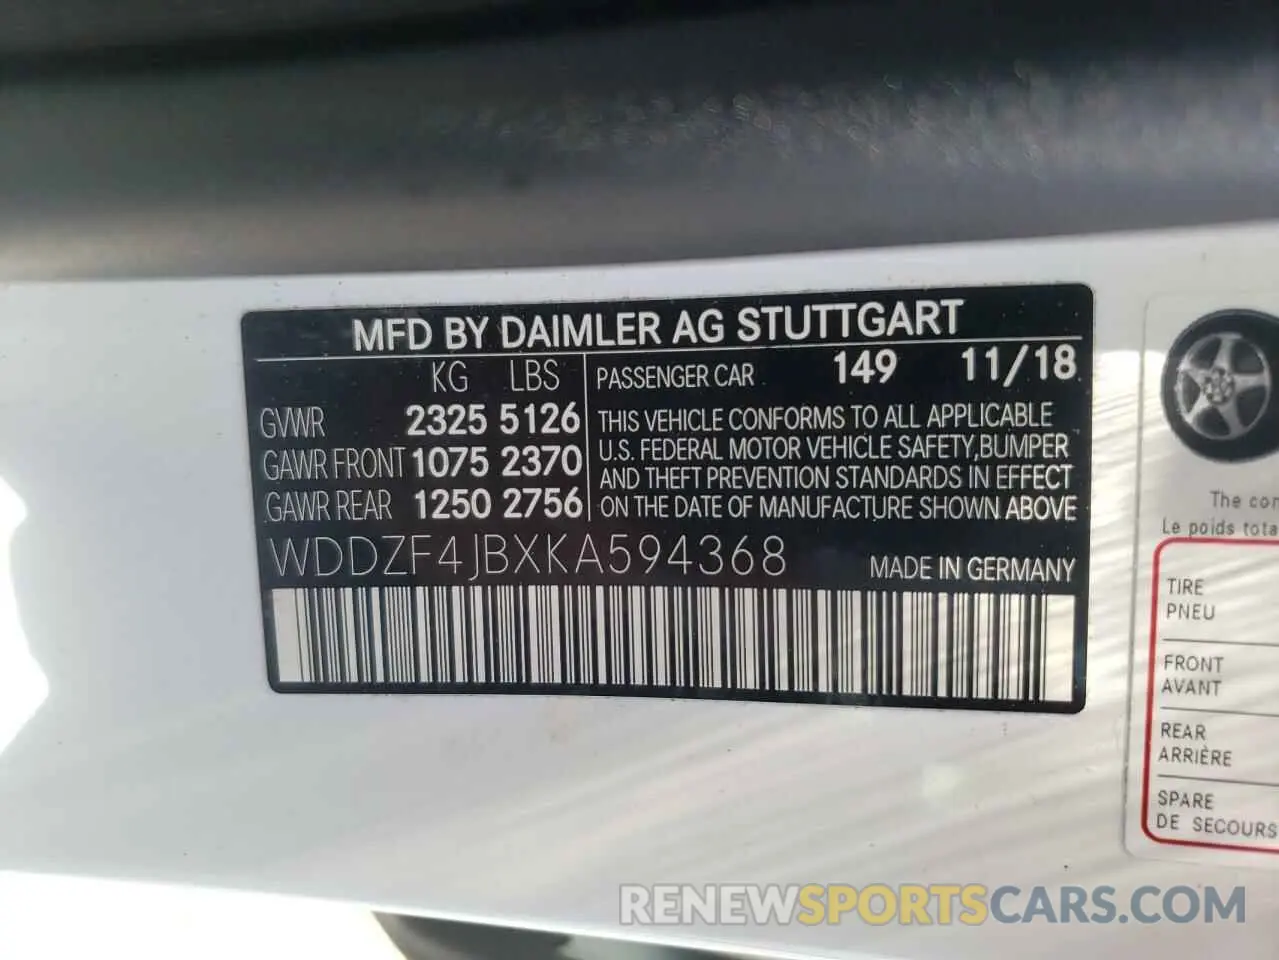 MFD BY DAIMLER AG STUTTGART
KG LBS
PASSENGER CAR 149 11/18
GVWR 2325 5126
GAWR FRONT 1075 2370
GAWR REAR 1250 2756
THIS VEHICLE CONFORMS TO ALL APPLICABLE
U.S. FEDERAL MOTOR VEHICLE SAFETY, BUMPER
AND THEFT PREVENTION STANDARDS IN EFFECT
ON THE DATE OF MANUFACTURE SHOWN ABOVE
WDDZF4JBXKA594368
MADE IN GERMANY
The
Le poids
TIRE
PNEU
FRONT
AVANT
REAR
ARRIÈRE
SPARE
DE SECOURS
RENEWSPORTSCARS.COM